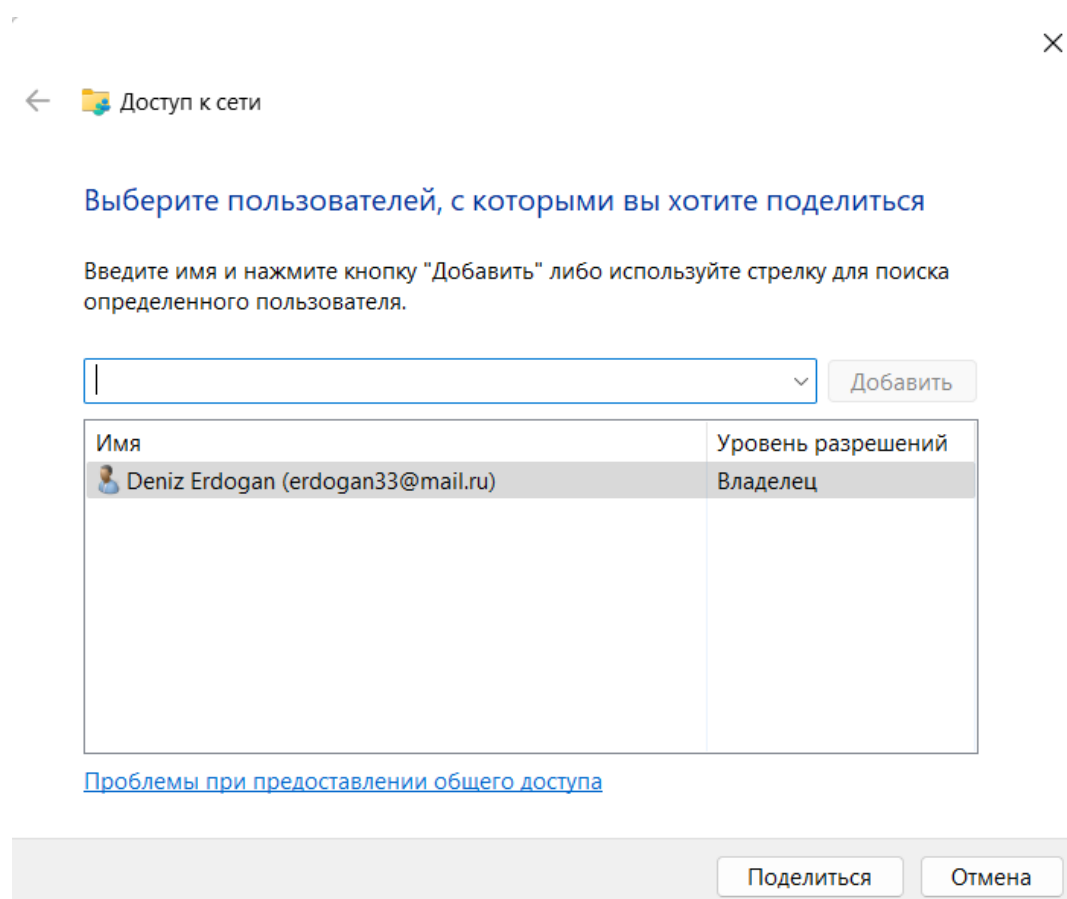 Доступ к сети
Выберите пользователей, с которыми вы хотите поделиться
Введите имя и нажмите кнопку "Добавить" либо используйте стрелку для поиска
определенного пользователя.
Добавить
Имя Уровень разрешений
Deniz Erdogan (erdogan33@mail.ru) Владелец
Проблемы при предоставлении общего доступа
Поделиться Отмена